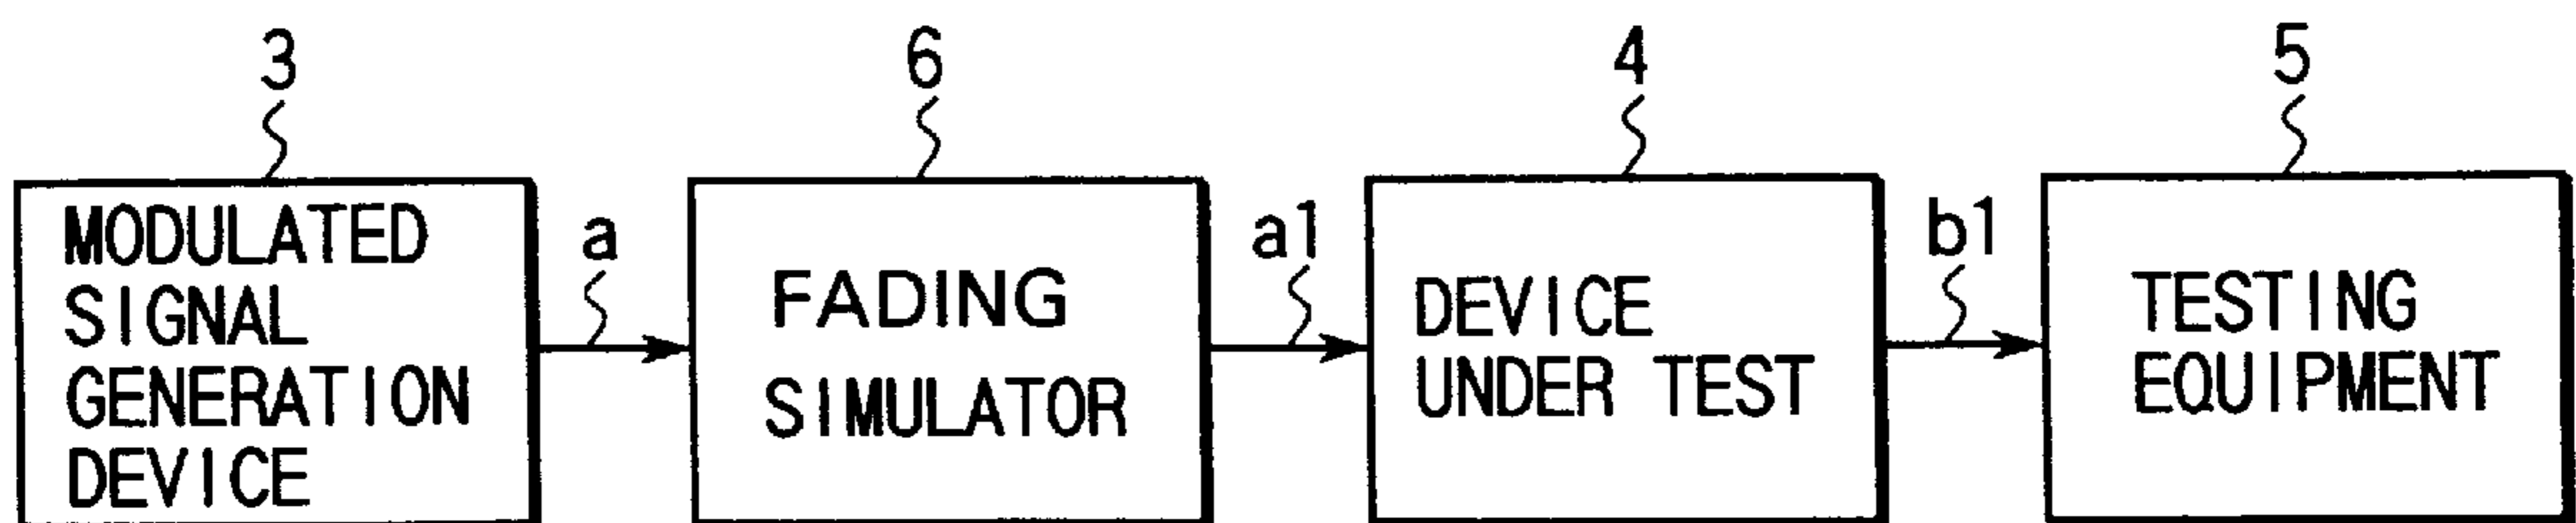 3
6
4
5
MODULATED
SIGNAL
GENERATION
DEVICE
a
FADING
SIMULATOR
a1
DEVICE
UNDER TEST
b1
TESTING
EQUIPMENT